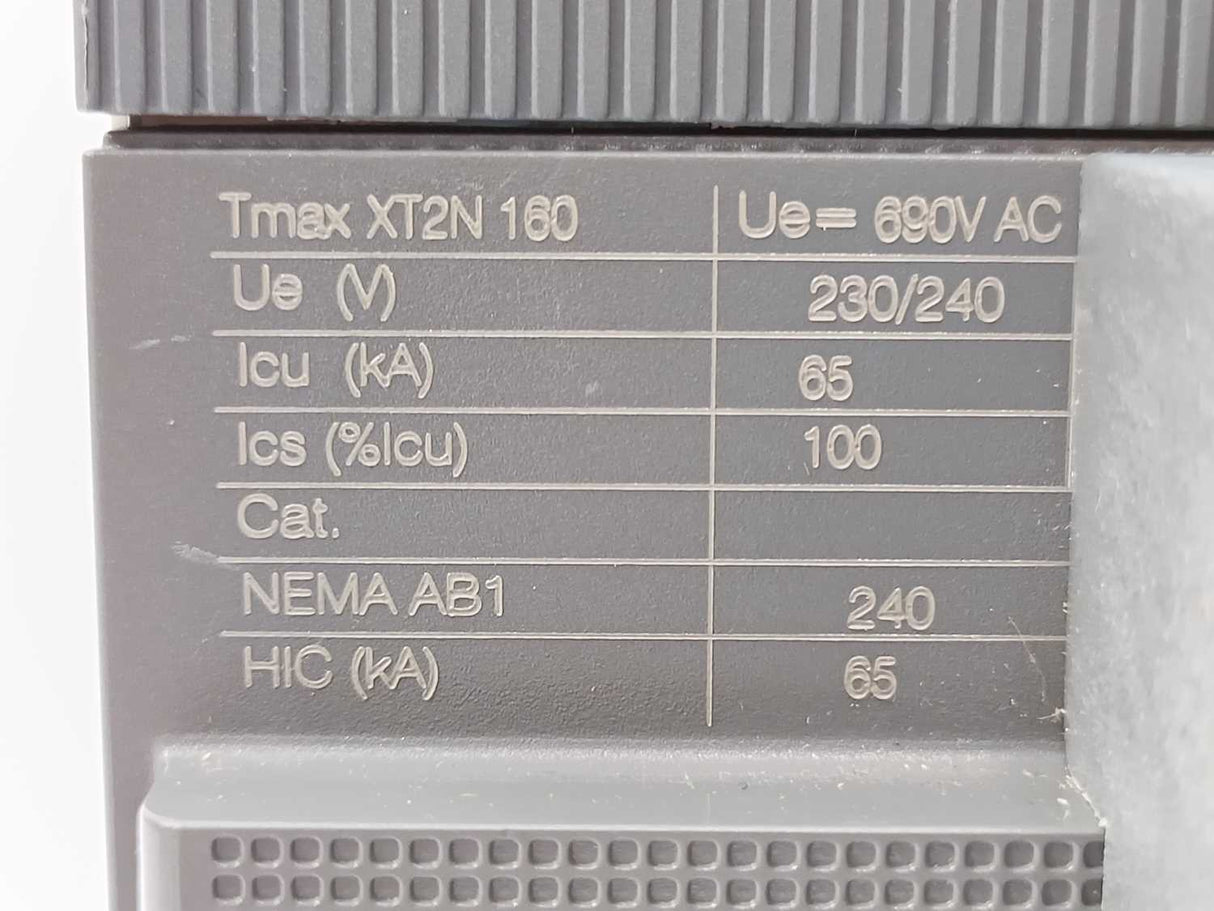 Tmax XT2N 160 Ue= 690V AC
Ue (V) 230/240
Icu (kA) 65
Ics (%Icu) 100
Cat.
NEMA AB1 240
HIC (kA) 65